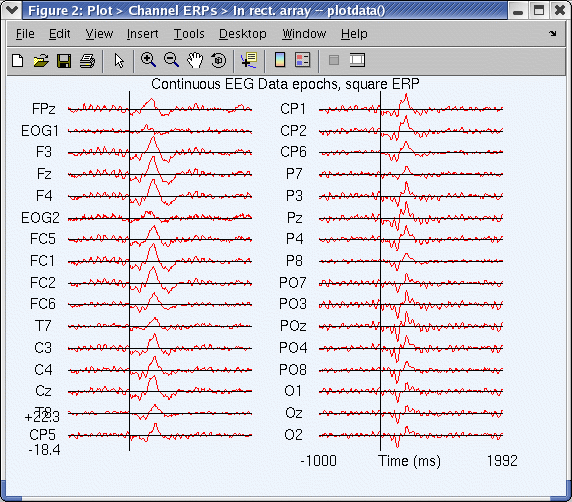 Figure 2: Plot > Channel ERPs > In rect. array -- plotdata()
File Edit View Insert Tools Desktop Window Help
Continuous EEG Data epochs, square ERP
FPz
EOG1
F3
Fz
F4
EOG2
FC5
FC1
FC2
FC6
T7
C3
C4
Cz
T8
+22.3
CP5
-18.4
CP1
CP2
CP6
P7
P3
Pz
P4
P8
PO7
PO3
POz
PO4
PO8
O1
Oz
O2
-1000 Time (ms) 1992